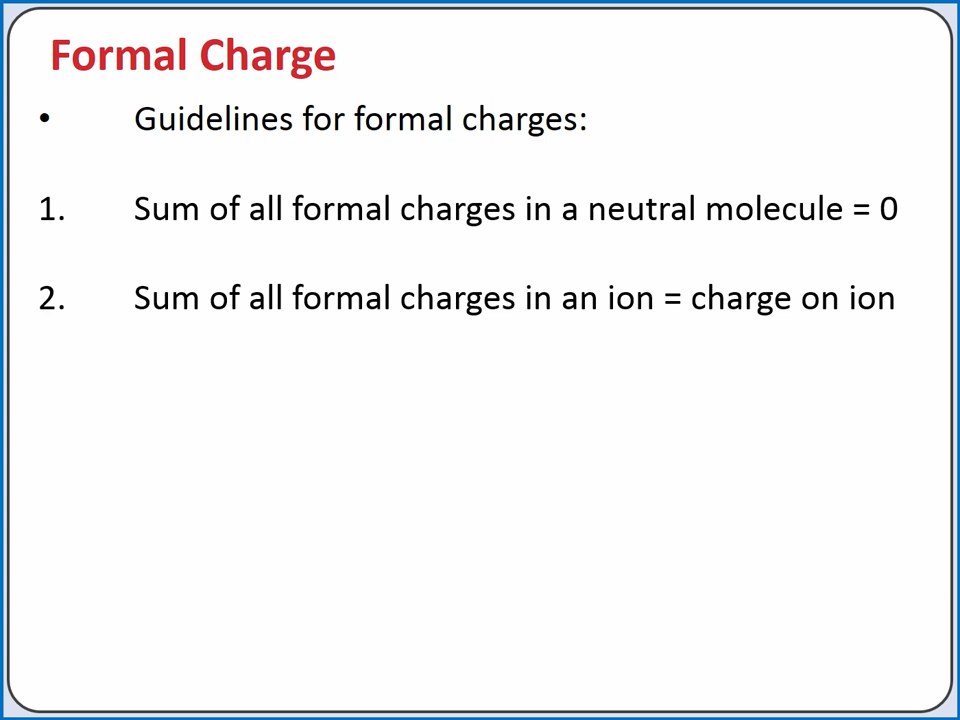 Formal Charge
• Guidelines for formal charges:
1. Sum of all formal charges in a neutral molecule = 0
2. Sum of all formal charges in an ion = charge on ion